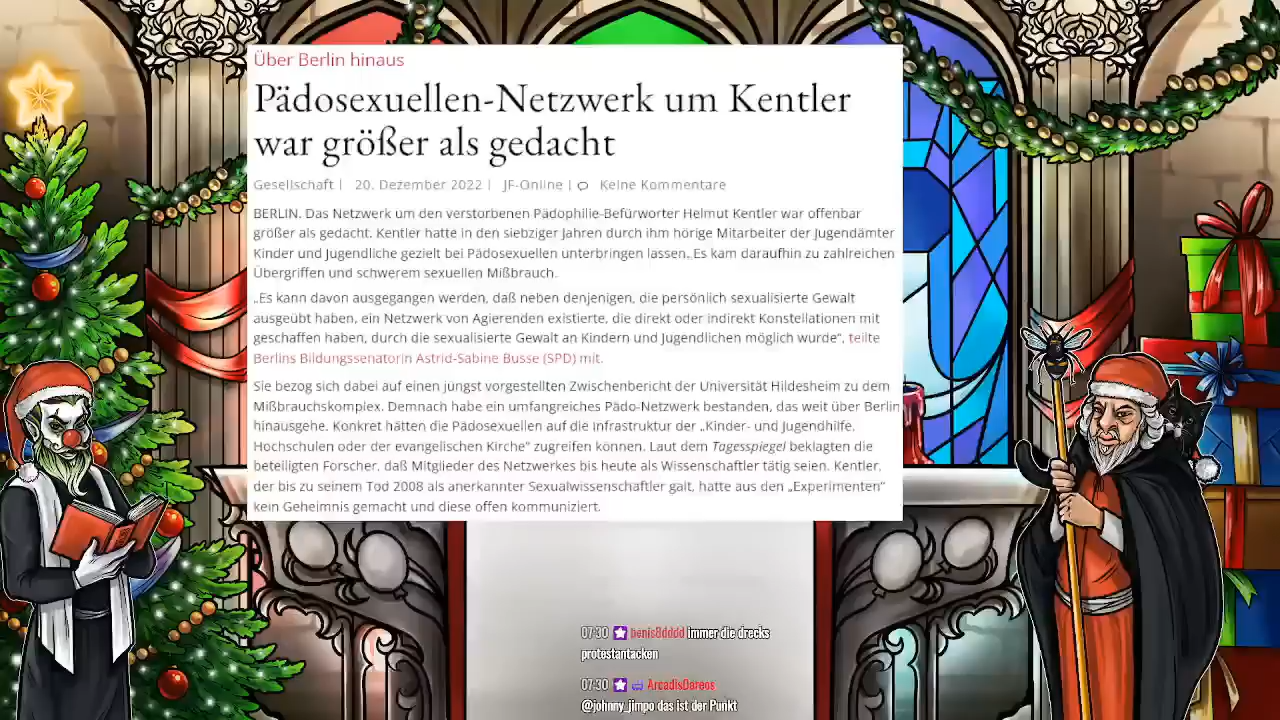 Über Berlin hinaus
Pädosexuellen-Netzwerk um Kentler
war größer als gedacht
Gesellschaft | 20. Dezember 2022 | JF-Online | Keine Kommentare
BERLIN. Das Netzwerk um den verstorbenen Pädophilie-Befürworter Helmut Kentler war offenbar
größer als gedacht. Kentler hatte in den siebziger Jahren durch ihm hörige Mitarbeiter der Jugendämter
Kinder und Jugendliche gezielt bei Pädosexuellen unterbringen lassen. Es kam daraufhin zu zahlreichen
Übergriffen und schwerem sexuellen Mißbrauch.
„Es kann davon ausgegangen werden, daß neben denjenigen, die persönlich sexualisierte Gewalt
ausgeübt haben, ein Netzwerk von Agierenden existierte, die direkt oder indirekt Konstellationen mit
geschaffen haben, durch die sexualisierte Gewalt an Kindern und Jugendlichen möglich wurde“, teilte
Berlins Bildungssenatorin Astrid-Sabine Busse (SPD) mit.
Sie bezog sich dabei auf einen jüngst vorgestellten Zwischenbericht der Universität Hildesheim zu dem
Mißbrauchskomplex. Demnach habe ein umfangreiches Pädo-Netzwerk bestanden, das weit über Berlin
hinausgehe. Konkret hätten die Pädosexuellen auf die Infrastruktur der „Kinder- und Jugendhilfe,
Hochschulen oder der evangelischen Kirche“ zugreifen können. Laut dem Tagesspiegel beklagten die
beteiligten Forscher, daß Mitglieder des Netzwerkes bis heute als Wissenschaftler tätig seien. Kentler,
der bis zu seinem Tod 2008 als anerkannter Sexualwissenschaftler galt, hatte aus den „Experimenten“
kein Geheimnis gemacht und diese offen kommuniziert.
07:30 benis8dddd immer die drecks
protestantacken
07:30 ArcadisDareos
@johnny_jimpo das ist der Punkt